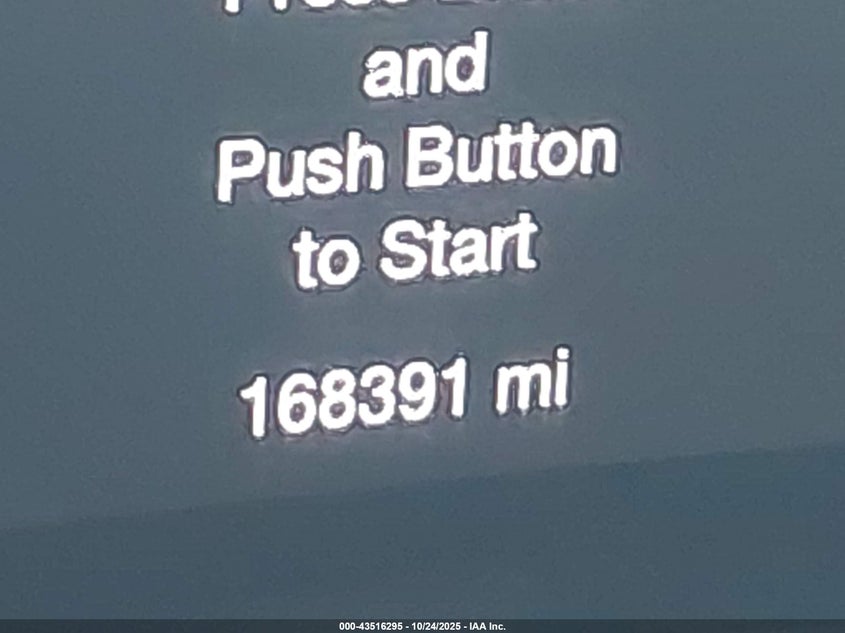 and
Push Button
to Start
168391 mi
000-43516295 - 10/24/2025 - IAA Inc.